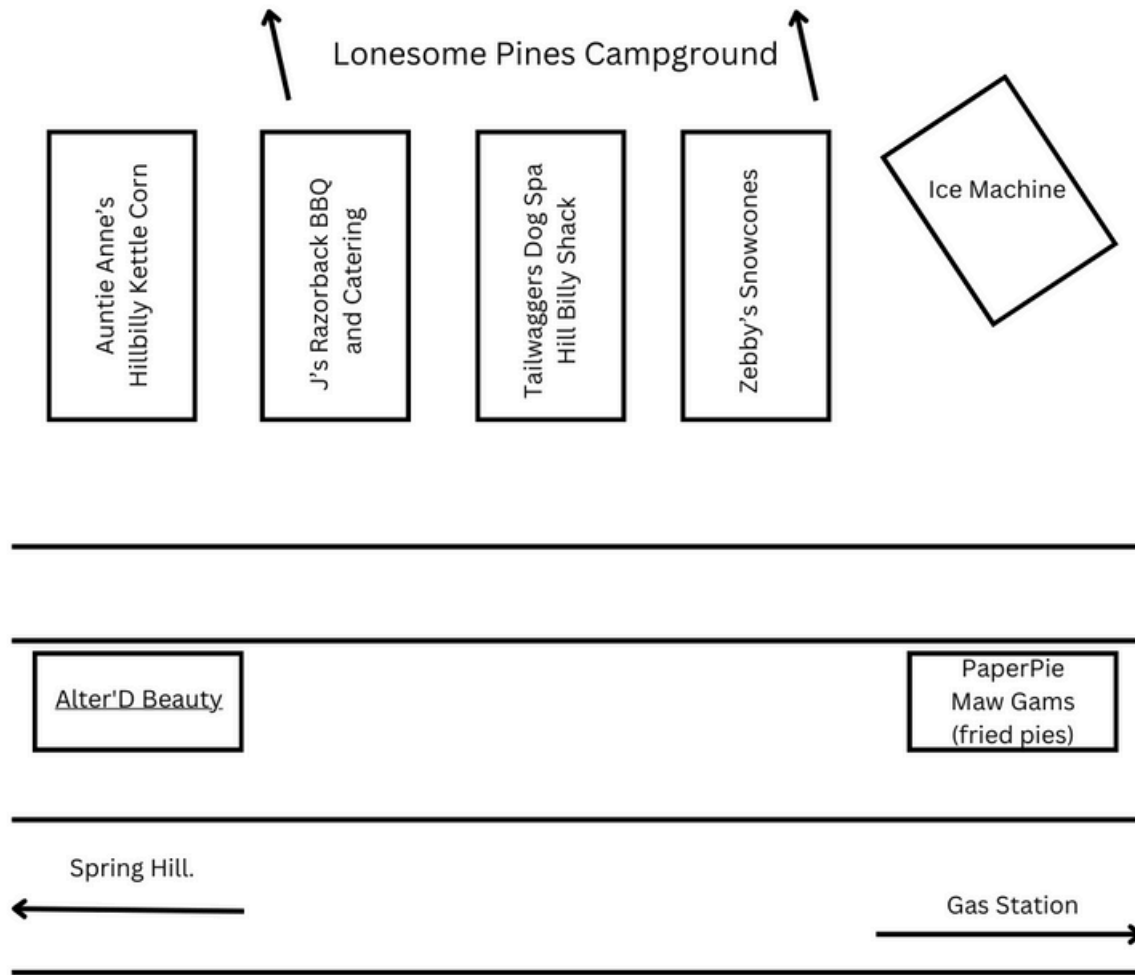 Lonesome Pines Campground
Auntie Anne’s
Hillbilly Kettle Corn
J’s Razorback BBQ
and Catering
Tailwaggers Dog Spa
Hill Billy Shack
Zebby’s Snowcones
Ice Machine
Alter'D Beauty
PaperPie
Maw Gams
(fried pies)
Spring Hill.
Gas Station